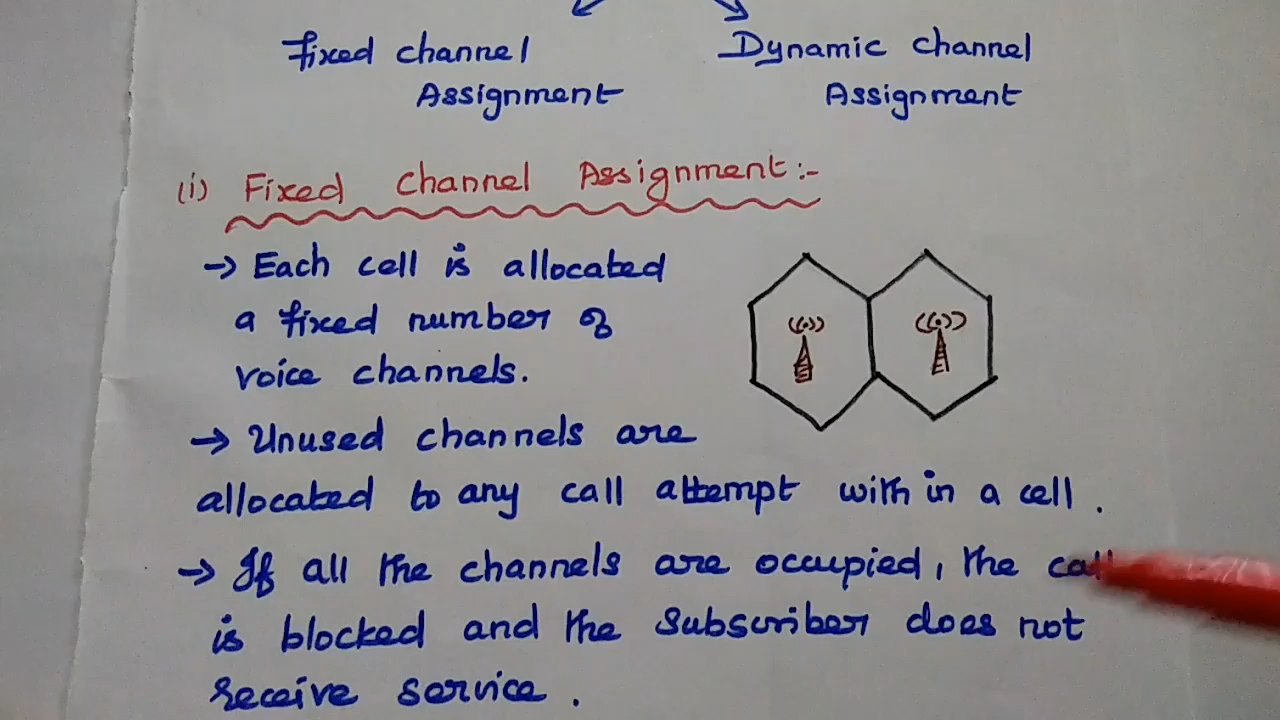 Fixed channel Dynamic channel
Assignment Assignment
(i) Fixed Channel Assignment:-
→ Each cell is allocated
a fixed number of
voice channels.
→ Unused channels are
allocated to any call attempt with in a cell.
→ If all the channels are occupied, the call
is blocked and the subscriber does not
receive service.